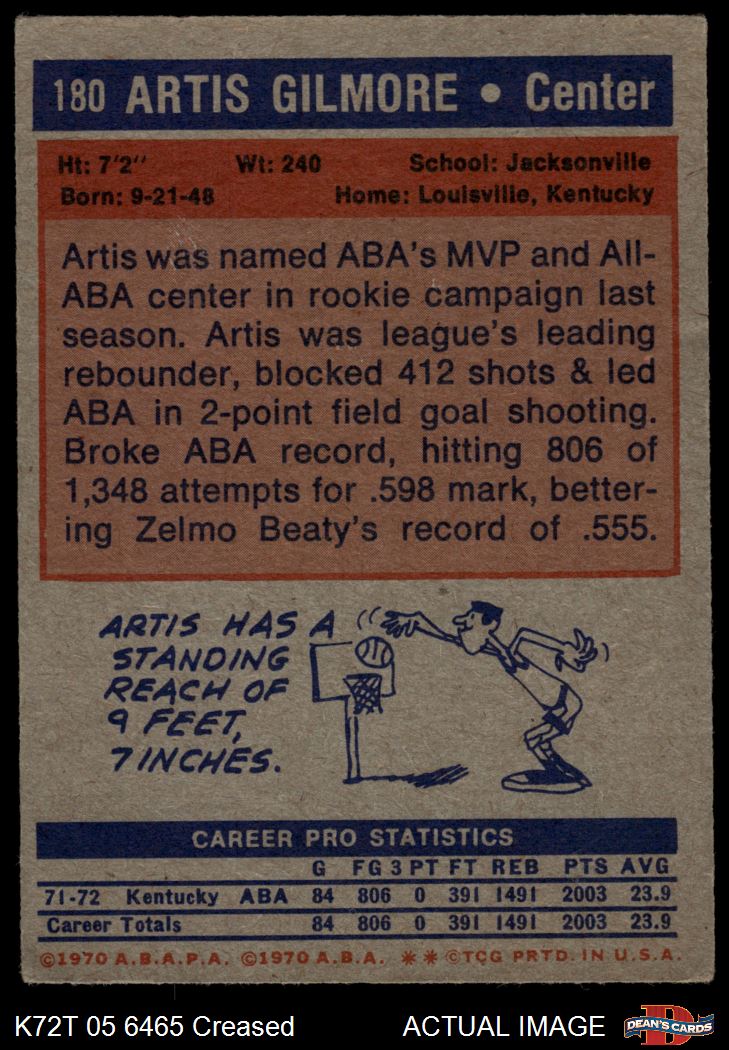 180 ARTIS GILMORE • Center
Ht: 7'2" Wt: 240 School: Jacksonville
Born: 9-21-48 Home: Louisville, Kentucky
Artis was named ABA's MVP and All-
ABA center in rookie campaign last
season. Artis was league's leading
rebounder, blocked 412 shots & led
ABA in 2-point field goal shooting.
Broke ABA record, hitting 806 of
1,348 attempts for .598 mark, better-
ing Zelmo Beaty's record of .555.
ARTIS HAS A
STANDING
REACH OF
9 FEET,
7 INCHES.
CAREER PRO STATISTICS
G FG 3 PT FT REB PTS AVG
71-72 Kentucky ABA 84 806 0 391 1491 2003 23.9
Career Totals 84 806 0 391 1491 2003 23.9
©1970 A.B.A.P.A. ©1970 A.B.A. ** ©TCG PRTD. IN U.S.A.
K72T 05 6465 Creased ACTUAL IMAGE D DEAN'S CARDS